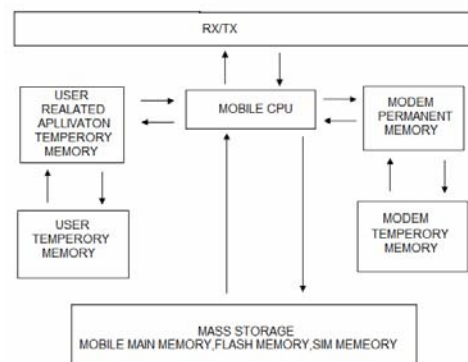 RX/TX
USER
REALATED
APLLIVATON
TEMPERORY
MEMORY
MOBILE CPU
MODEM
PERMANENT
MEMORY
USER
TEMPERORY
MEMORY
MODEM
TEMPERORY
MEMORY
MASS STORAGE
MOBILE MAIN MEMORY,FLASH MEMORY,SIM MEMEORY